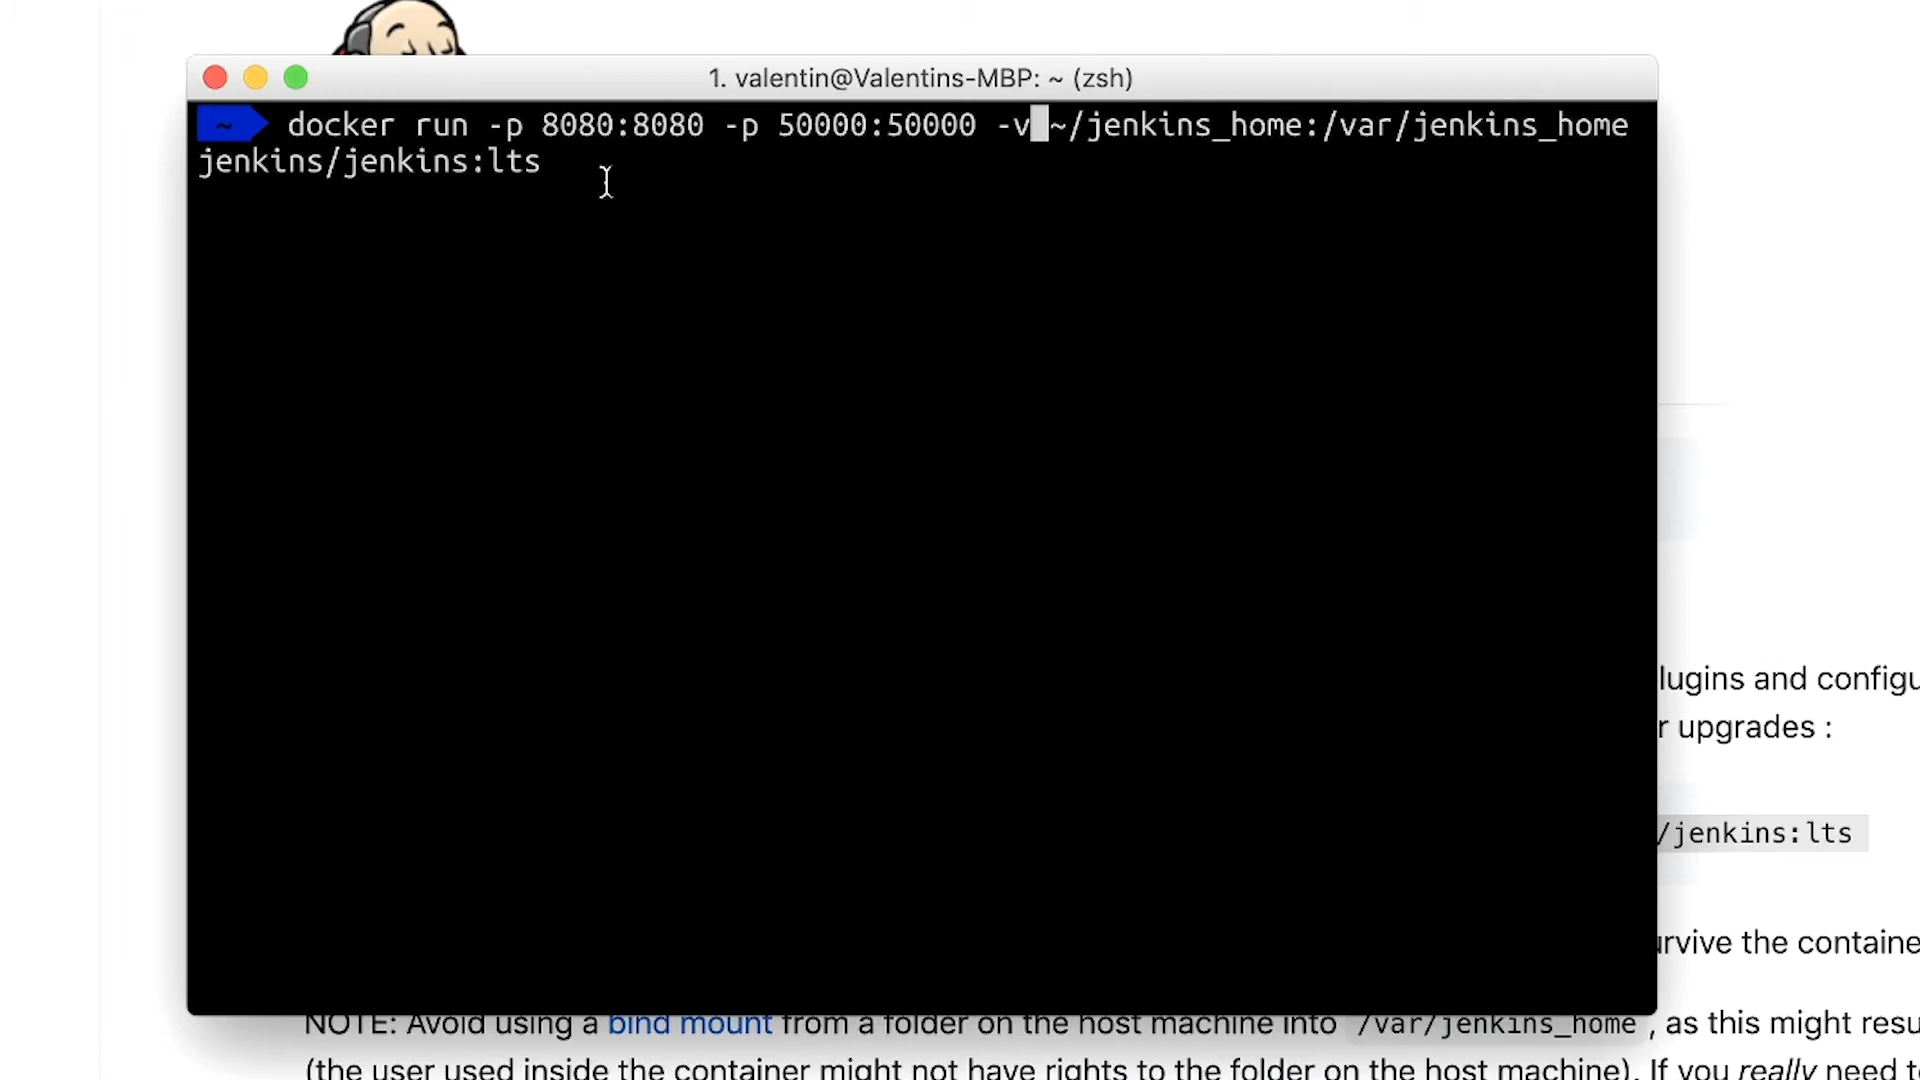 1. valentin@Valentins-MBP: ~ (zsh)
~ docker run -p 8080:8080 -p 50000:50000 -v ~/jenkins_home:/var/jenkins_home
jenkins/jenkins:lts
lugins and configu
r upgrades :
/jenkins:lts
urvive the containe
NOTE: Avoid using a bind mount from a folder on the host machine into /var/jenkins_home , as this might resu
(the user used inside the container might not have rights to the folder on the host machine). If you really need t